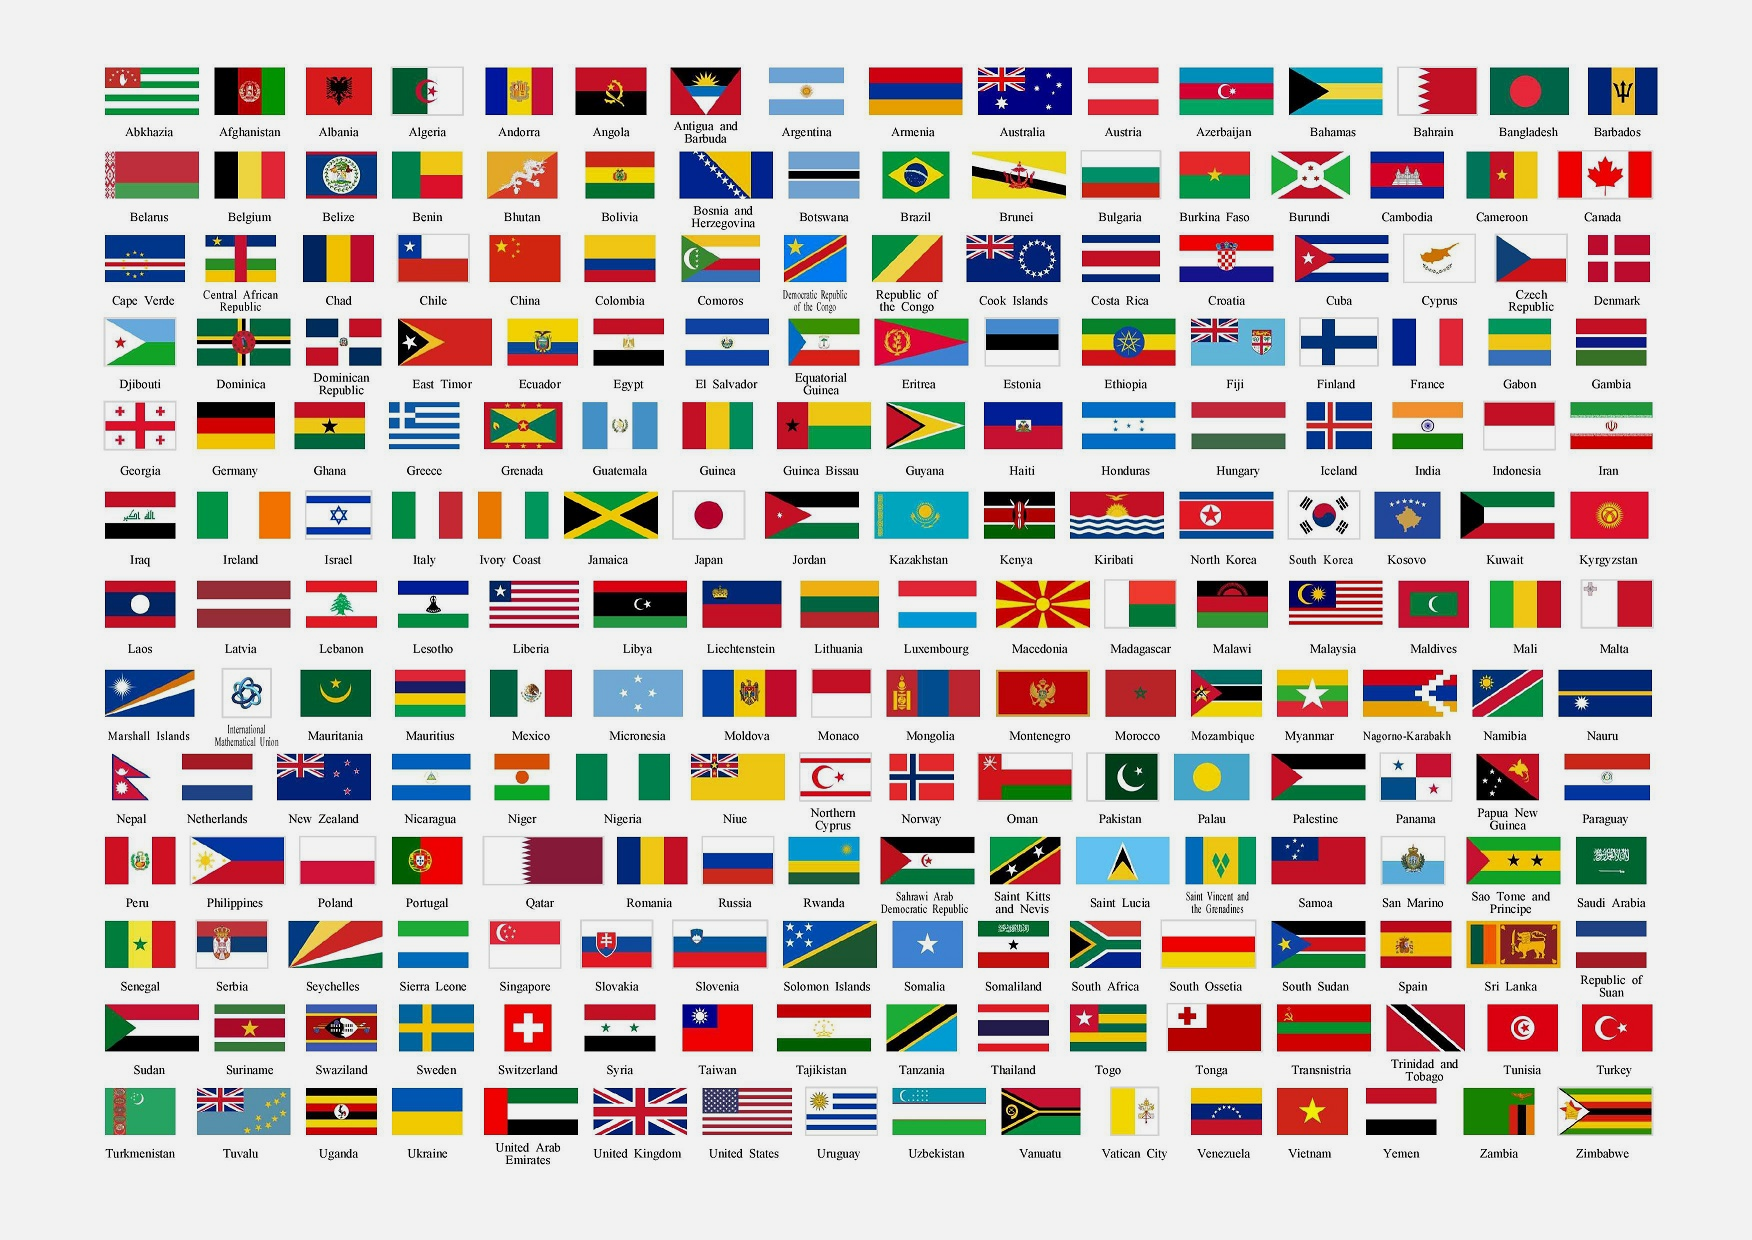 Abkhazia Afghanistan Albania Algeria Andorra Angola Antigua and Barbuda Argentina Armenia Australia Austria Azerbaijan Bahamas Bahrain Bangladesh Barbados
Belarus Belgium Belize Benin Bhutan Bolivia Bosnia and Herzegovina Botswana Brazil Brunei Bulgaria Burkina Faso Burundi Cambodia Cameroon Canada
Cape Verde Central African Republic Chad Chile China Colombia Comoros Democratic Republic of the Congo Republic of the Congo Cook Islands Costa Rica Croatia Cuba Cyprus Czech Republic Denmark
Djibouti Dominica Dominican Republic East Timor Ecuador Egypt El Salvador Equatorial Guinea Eritrea Estonia Ethiopia Fiji Finland France Gabon Gambia
Georgia Germany Ghana Greece Grenada Guatemala Guinea Guinea Bissau Guyana Haiti Honduras Hungary Iceland India Indonesia Iran
Iraq Ireland Israel Italy Ivory Coast Jamaica Japan Jordan Kazakhstan Kenya Kiribati North Korea South Korea Kosovo Kuwait Kyrgyzstan
Laos Latvia Lebanon Lesotho Liberia Libya Liechtenstein Lithuania Luxembourg Macedonia Madagascar Malawi Malaysia Maldives Mali Malta
Marshall Islands International Mathematical Union Mauritania Mauritius Mexico Micronesia Moldova Monaco Mongolia Montenegro Morocco Mozambique Myanmar Nagorno-Karabakh Namibia Nauru
Nepal Netherlands New Zealand Nicaragua Niger Nigeria Niue Northern Cyprus Norway Oman Pakistan Palau Palestine Panama Papua New Guinea Paraguay
Peru Philippines Poland Portugal Qatar Romania Russia Rwanda Sahrawi Arab Democratic Republic Saint Kitts and Nevis Saint Lucia Saint Vincent and the Grenadines Samoa San Marino Sao Tome and Principe Saudi Arabia
Senegal Serbia Seychelles Sierra Leone Singapore Slovakia Slovenia Solomon Islands Somalia Somaliland South Africa South Ossetia South Sudan Spain Sri Lanka Republic of Suan
Sudan Suriname Swaziland Sweden Switzerland Syria Taiwan Tajikistan Tanzania Thailand Togo Tonga Transnistria Trinidad and Tobago Tunisia Turkey
Turkmenistan Tuvalu Uganda Ukraine United Arab Emirates United Kingdom United States Uruguay Uzbekistan Vanuatu Vatican City Venezuela Vietnam Yemen Zambia Zimbabwe